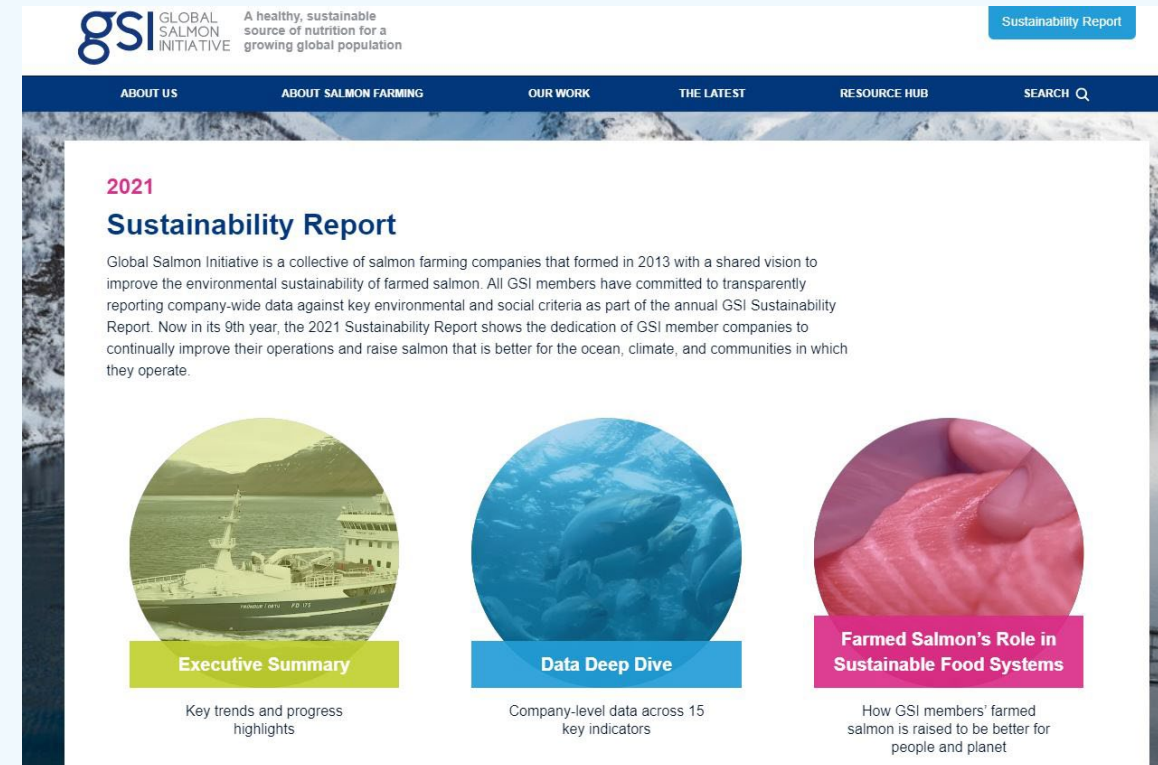 gsi GLOBAL
SALMON
INITIATIVE
A healthy, sustainable
source of nutrition for a
growing global population
Sustainability Report
ABOUT US
ABOUT SALMON FARMING
OUR WORK
THE LATEST
RESOURCE HUB
SEARCH
2021
Sustainability Report
Global Salmon Initiative is a collective of salmon farming companies that formed in 2013 with a shared vision to
improve the environmental sustainability of farmed salmon. All GSI members have committed to transparently
reporting company-wide data against key environmental and social criteria as part of the annual GSI Sustainability
Report. Now in its 9th year, the 2021 Sustainability Report shows the dedication of GSI member companies to
continually improve their operations and raise salmon that is better for the ocean, climate, and communities in which
they operate.
Executive Summary
Key trends and progress
highlights
Data Deep Dive
Company-level data across 15
key indicators
Farmed Salmon's Role in
Sustainable Food Systems
How GSI members' farmed
salmon is raised to be better for
people and planet